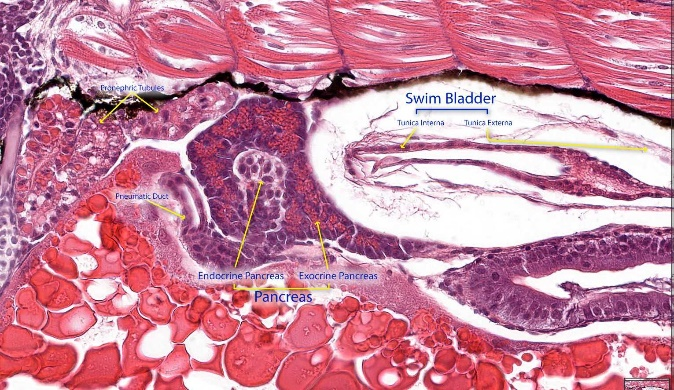 Pronephric Tubules
Swim Bladder
Tunica Interna
Tunica Externa
Pneumatic Duct
Endocrine Pancreas
Exocrine Pancreas
Pancreas